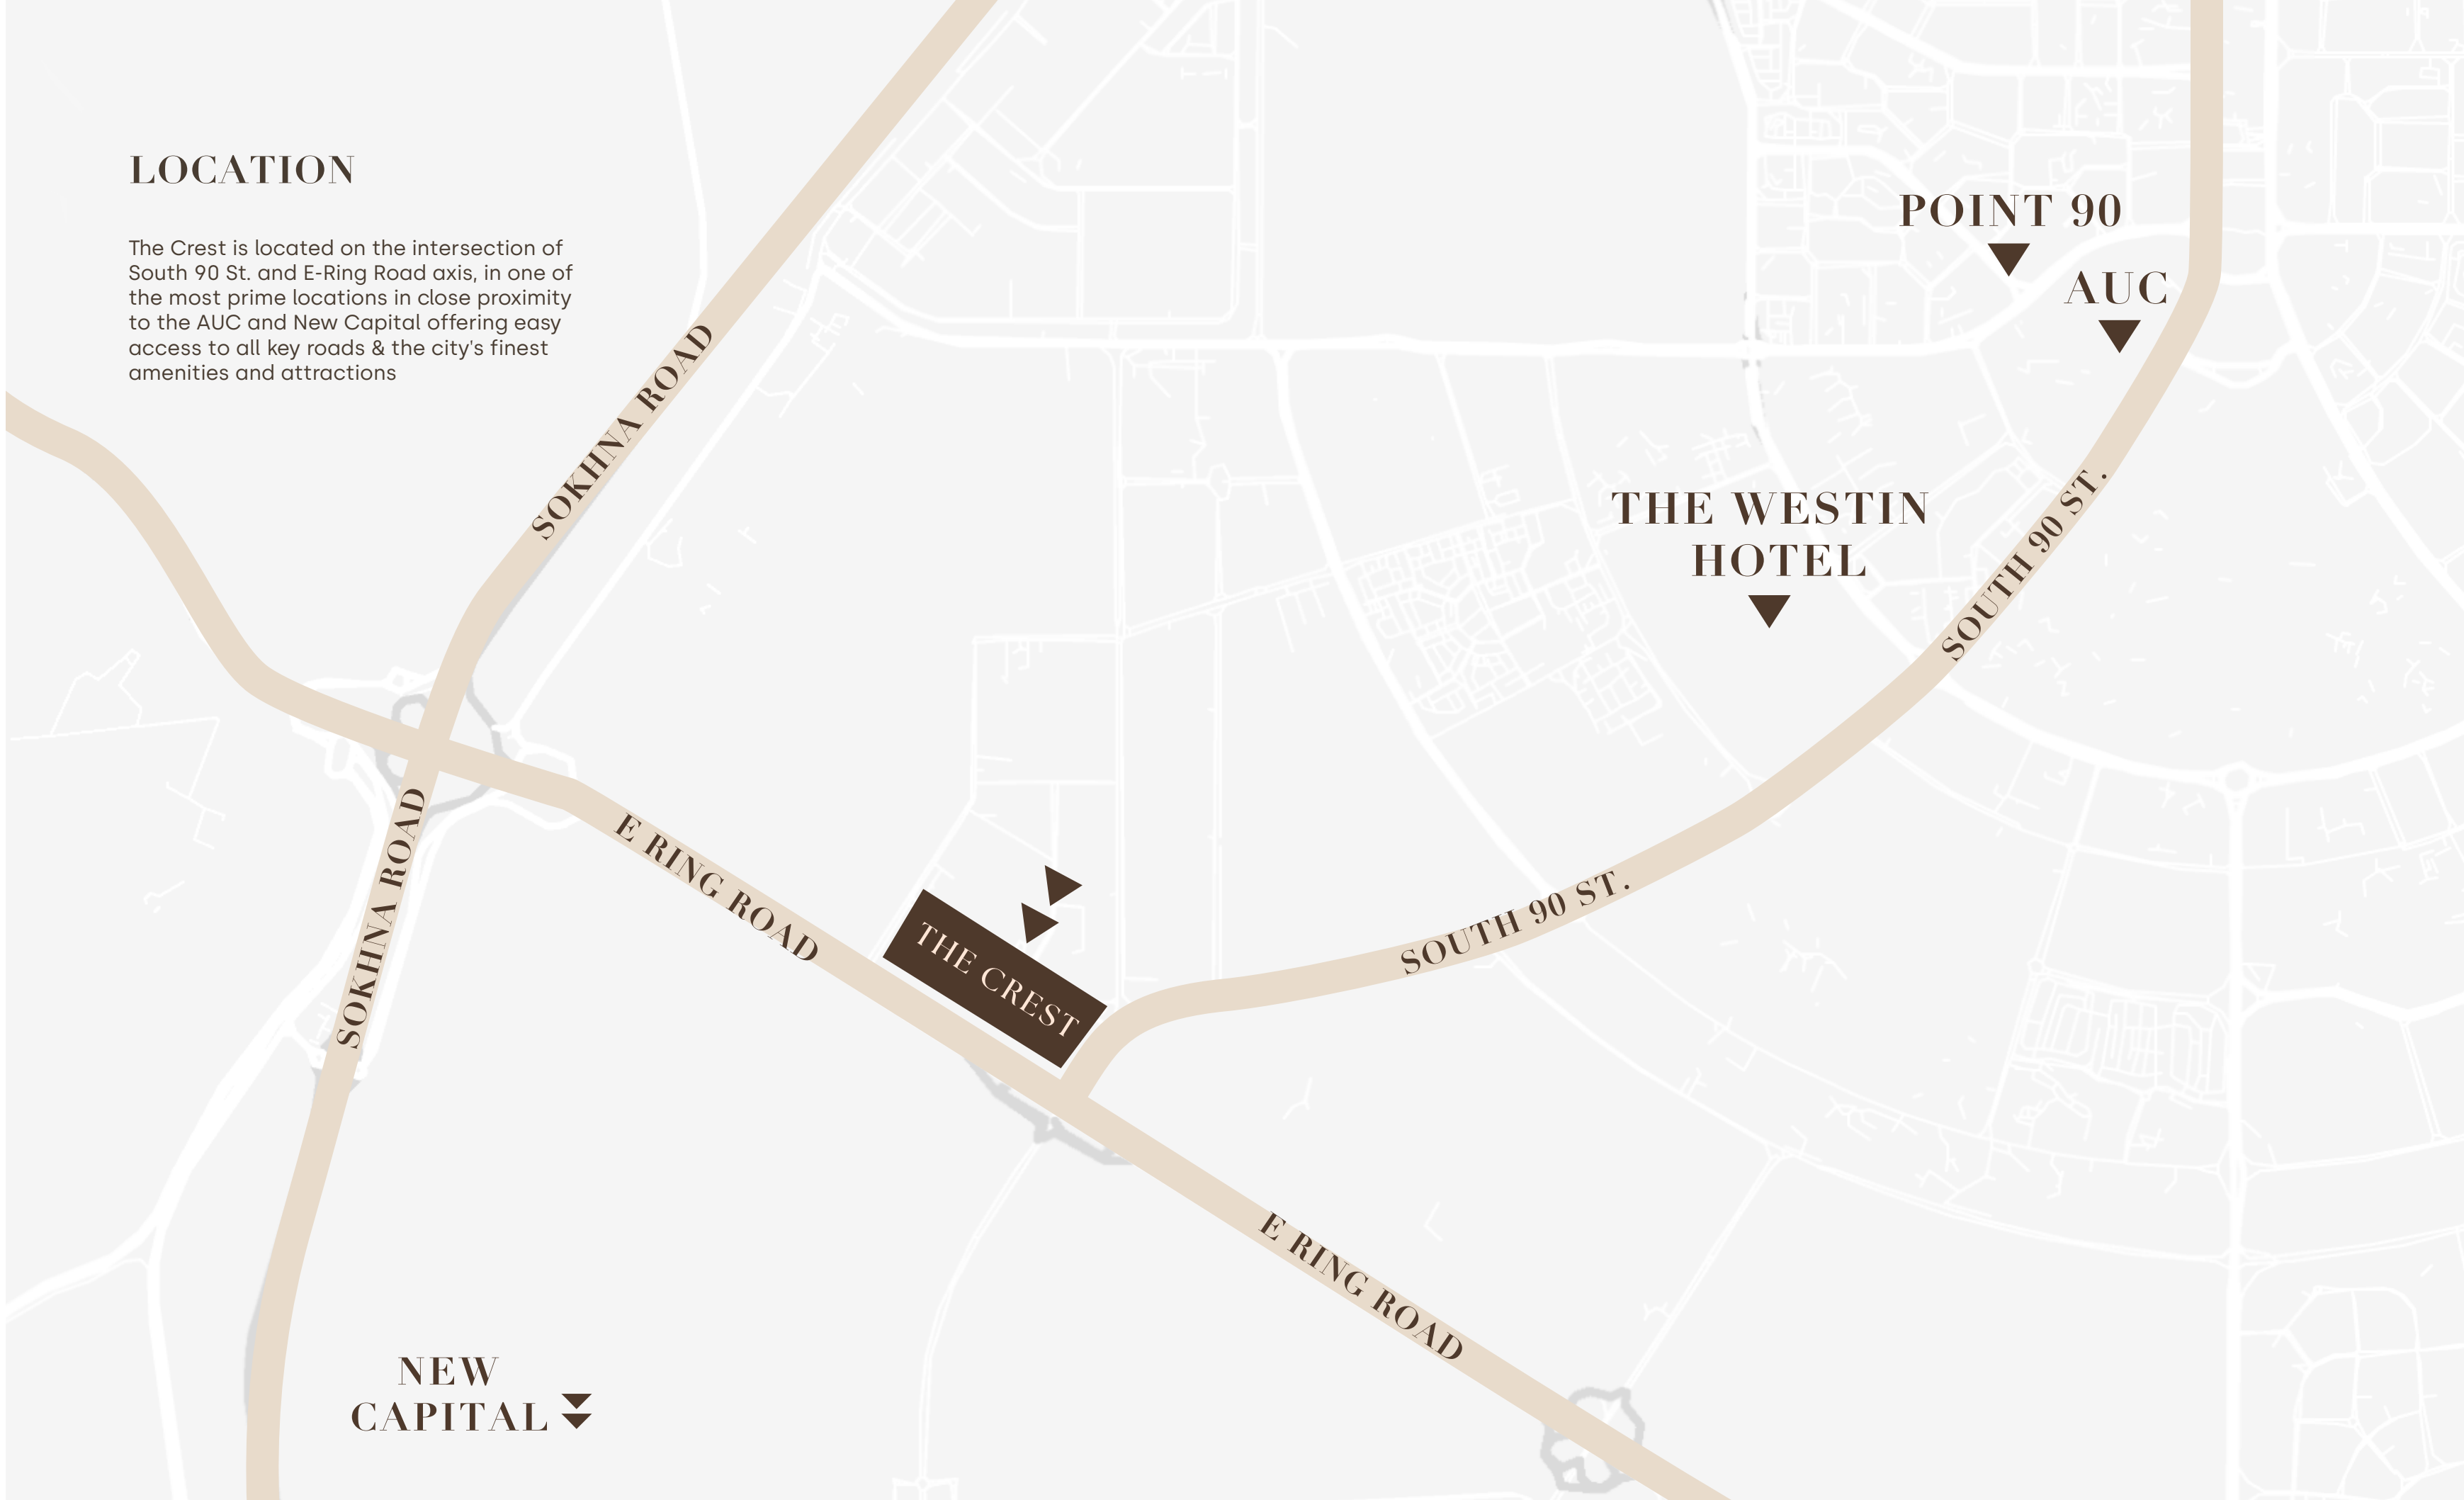 LOCATION
The Crest is located on the intersection of
South 90 St. and E-Ring Road axis, in one of
the most prime locations in close proximity
to the AUC and New Capital offering easy
access to all key roads & the city's finest
amenities and attractions
POINT 90
AUC
SOKHNA ROAD
THE WESTIN
HOTEL
SOUTH 90 ST.
SOKHNA ROAD
E RING ROAD
THE CREST
SOUTH 90 ST.
E RING ROAD
NEW
CAPITAL